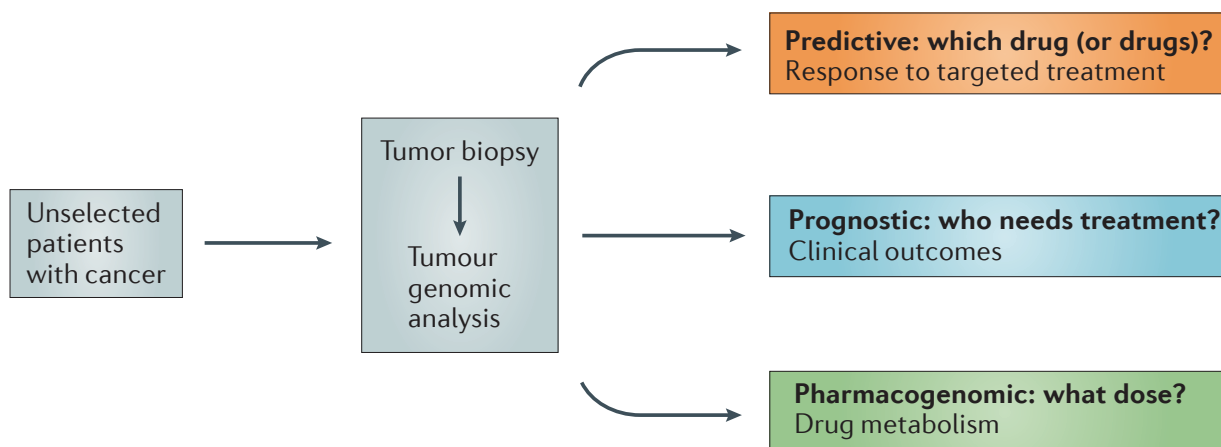 Unselected
patients
with cancer
Tumor biopsy
Tumour
genomic
analysis
Predictive: which drug (or drugs)?
Response to targeted treatment
Prognostic: who needs treatment?
Clinical outcomes
Pharmacogenomic: what dose?
Drug metabolism